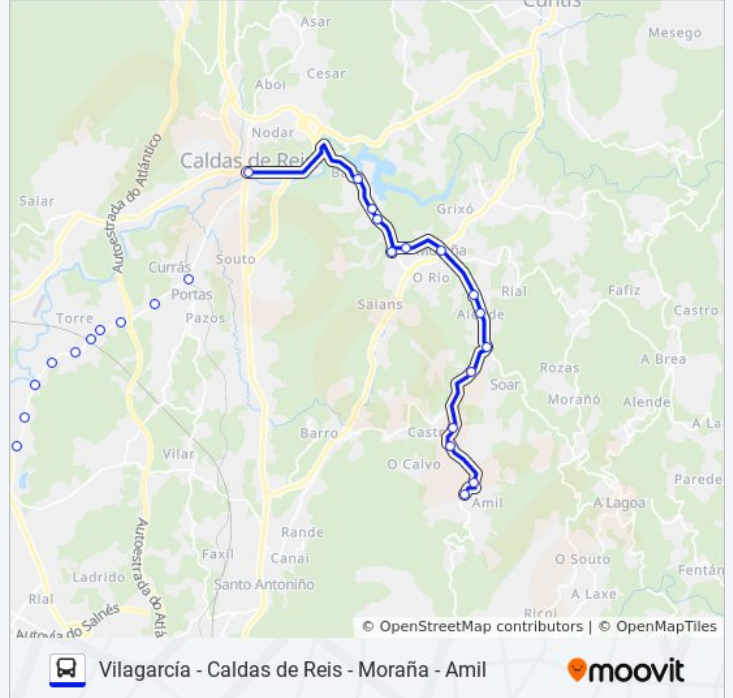 Cuntis
Asar
Mesego
Cesar
Aboi
Nodar
Caldas de Reis
Autoestrada do Atlántico
Saiar
Grixó
Souto
Moraña
Currás
O Río
Portas
Rial
Fafiz
Saians
Castro
Torre
Pazos
Alende
A Brea
Rozas
Soar
Moraño
Alende
A La
Barro
Castro
Vilar
O Calvo
Parede
Amil
A Lagoa
Rande
Faxil
Canai
O Souto
Fentán
Ladrido
Santo Antoniño
A Laxe
Rial
Autoestrada do Atlá
Ricol
Autovía do Salnés
© OpenStreetMap contributors | © OpenMapTiles
Vilagarcía - Caldas de Reis - Moraña - Amil
moovit